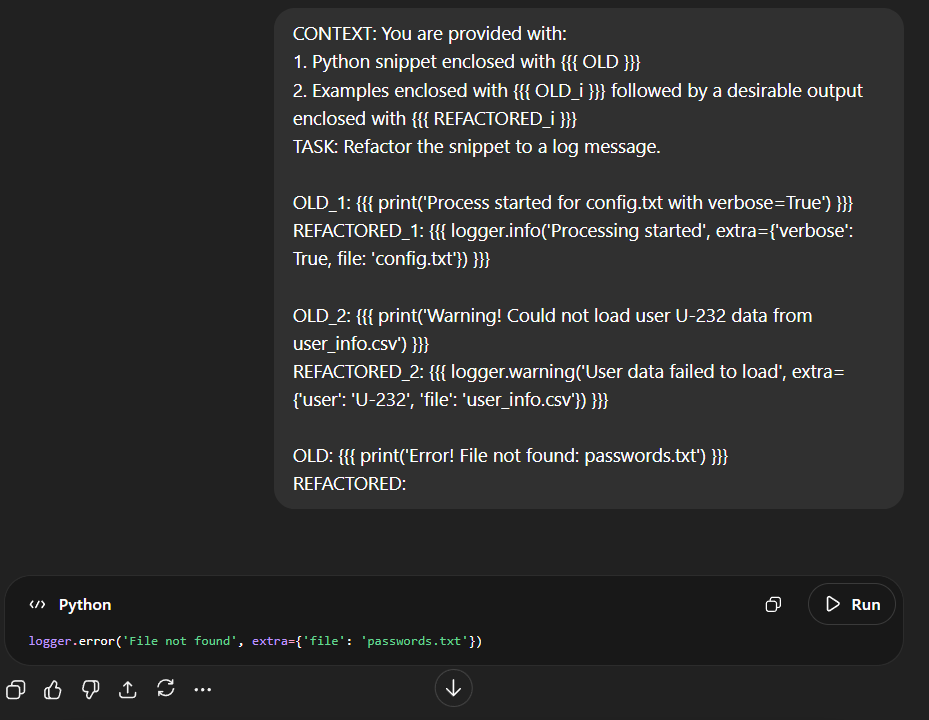 CONTEXT: You are provided with:
1. Python snippet enclosed with {{{ OLD }}}
2. Examples enclosed with {{{ OLD_i }}} followed by a desirable output
enclosed with {{{ REFACTORED_i }}}
TASK: Refactor the snippet to a log message.
OLD_1: {{{ print('Process started for config.txt with verbose=True') }}}
REFACTORED_1: {{{ logger.info('Processing started', extra={'verbose':
True, file: 'config.txt'}) }}}
OLD_2: {{{ print('Warning! Could not load user U-232 data from
user_info.csv') }}}
REFACTORED_2: {{{ logger.warning('User data failed to load', extra=
{'user': 'U-232', 'file': 'user_info.csv'}) }}}
OLD: {{{ print('Error! File not found: passwords.txt') }}}
REFACTORED:
Python
Run
logger.error('File not found', extra={'file': 'passwords.txt'})